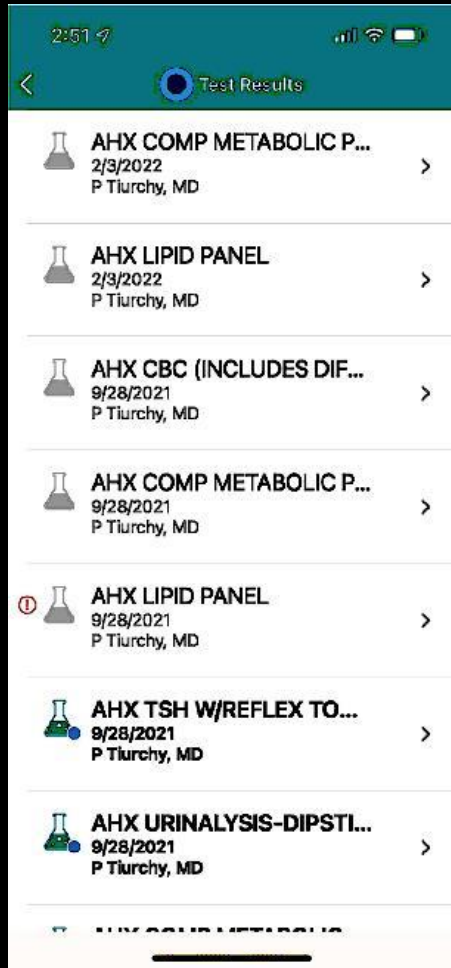 2:51
Test Results
AHX COMP METABOLIC P...
2/3/2022
P Tiurchy, MD
AHX LIPID PANEL
2/3/2022
P Tiurchy, MD
AHX CBC (INCLUDES DIF...
9/28/2021
P Tiurchy, MD
AHX COMP METABOLIC P...
9/28/2021
P Tiurchy, MD
AHX LIPID PANEL
9/28/2021
P Tiurchy, MD
AHX TSH W/REFLEX TO...
9/28/2021
P Tiurchy, MD
AHX URINALYSIS-DIPSTI...
9/28/2021
P Tiurchy, MD
AHX COMP METABOLIC